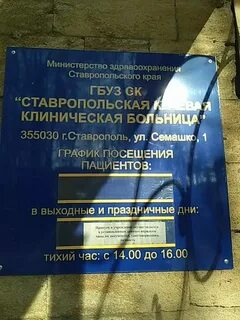 Министерство здравоохранения
Ставропольского края
ГБУЗ СК
"СТАВРОПОЛЬСКАЯ КРАЕВАЯ
КЛИНИЧЕСКАЯ БОЛЬНИЦА"
355030 г.Ставрополь, ул. Семашко, 1
ГРАФИК ПОСЕЩЕНИЯ
ПАЦИЕНТОВ:
в выходные и праздничные дни:
тихий час: с 14.00 до 16.00